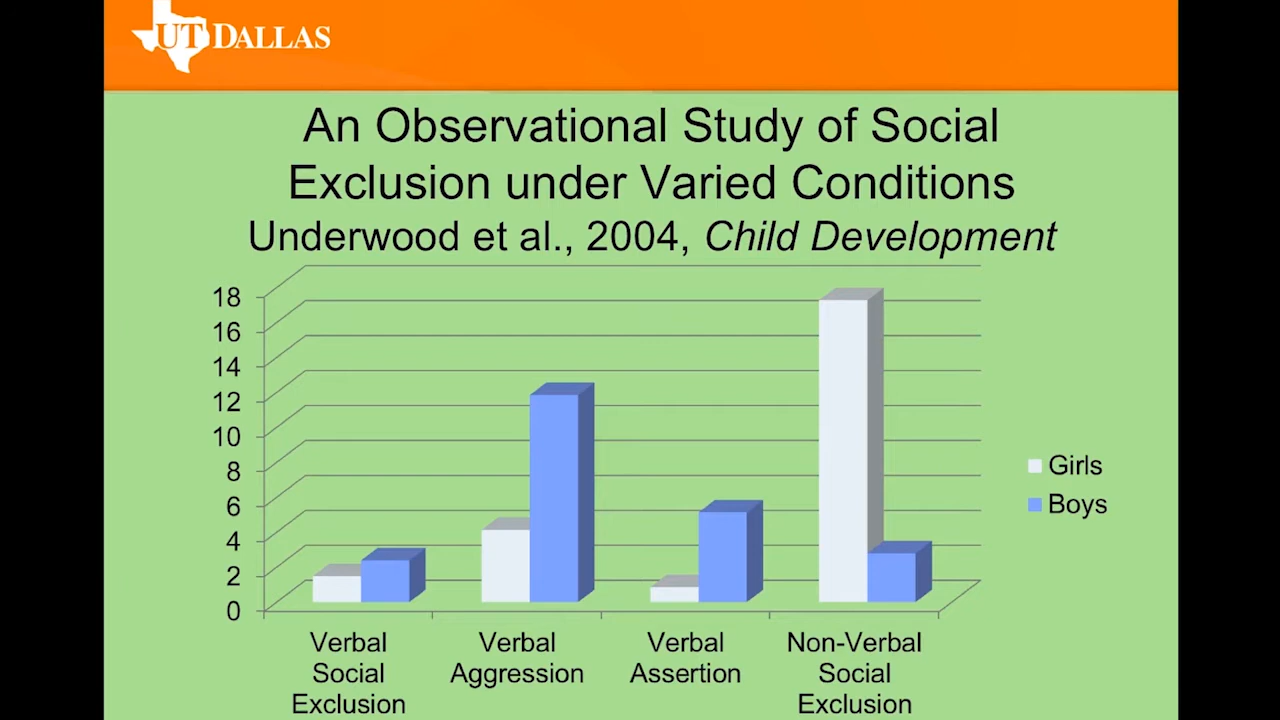 UT DALLAS
An Observational Study of Social
Exclusion under Varied Conditions
Underwood et al., 2004, Child Development
18
16
14
12
10
8
6
4
2
0
Girls
Boys
Verbal
Social
Exclusion
Verbal
Aggression
Verbal
Assertion
Non-Verbal
Social
Exclusion